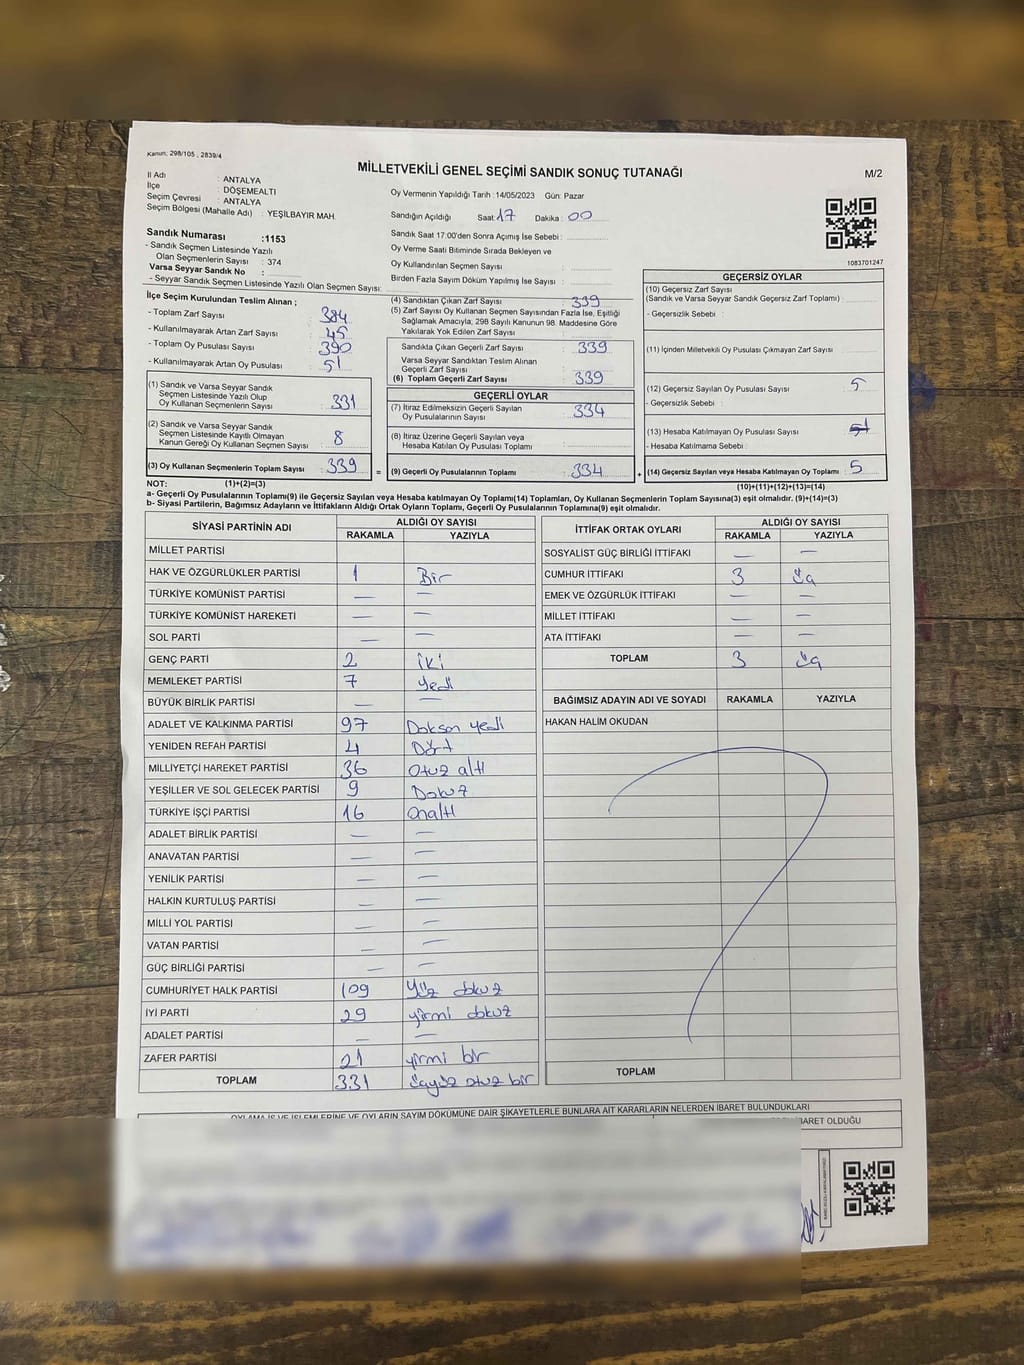 Kanun: 298/105, 2839/4
MİLLETVEKİLİ GENEL SEÇİMİ SANDIK SONUÇ TUTANAĞI
M/2
İl Adı : ANTALYA
İlçe : DÖŞEMEALTI
Seçim Çevresi : ANTALYA
Seçim Bölgesi (Mahalle Adı) : YEŞİLBAYIR MAH.
Oy Vermenin Yapıldığı Tarih :14/05/2023 Gün: Pazar
Sandığın Açıldığı Saat 17 Dakika : 00
Sandık Saat 17:00'den Sonra Açımış İse Sebebi :
Oy Verme Saati Bitiminde Sırada Bekleyen ve
Oy Kullandırılan Seçmen Sayısı :
Birden Fazla Sayım Döküm Yapılmış İse Sayısı :
1083701247
Sandık Numarası :1153
- Sandık Seçmen Listesinde Yazılı
Olan Seçmenlerin Sayısı : 374
Varsa Seyyar Sandık No :
- Seyyar Sandık Seçmen Listesinde Yazılı Olan Seçmen Sayısı:
İlçe Seçim Kurulundan Teslim Alınan ;
- Toplam Zarf Sayısı : 384
- Kullanılmayarak Artan Zarf Sayısı : 45
- Toplam Oy Pusulası Sayısı : 390
- Kullanılmayarak Artan Oy Pusulası : 51
(1) Sandık ve Varsa Seyyar Sandık
Seçmen Listesinde Yazılı Olup
Oy Kullanan Seçmenlerin Sayısı : 331
(2) Sandık ve Varsa Seyyar Sandık
Seçmen Listesinde Kayıtlı Olmayan
Kanun Gereği Oy Kullanan Seçmen Sayısı : 8
(3) Oy Kullanan Seçmenlerin Toplam Sayısı : 339 =
(4) Sandıktan Çıkan Zarf Sayısı : 339
(5) Zarf Sayısı Oy Kullanan Seçmen Sayısından Fazla İse, Eşitliği
Sağlamak Amacıyla, 298 Sayılı Kanunun 98. Maddesine Göre
Yakılarak Yok Edilen Zarf Sayısı :
Sandıkta Çıkan Geçerli Zarf Sayısı : 339
Varsa Seyyar Sandıktan Teslim Alınan
Geçerli Zarf Sayısı :
(6) Toplam Geçerli Zarf Sayısı : 339
GEÇERLİ OYLAR
(7) İtiraz Edilmeksizin Geçerli Sayılan
Oy Pusulalarının Sayısı : 334
(8) İtiraz Üzerine Geçerli Sayılan veya
Hesaba Katılan Oy Pusulası Toplamı :
(9) Geçerli Oy Pusulalarının Toplamı : 334 +
GEÇERSİZ OYLAR
(10) Geçersiz Zarf Sayısı
(Sandık ve Varsa Seyyar Sandık Geçersiz Zarf Toplamı) :
- Geçersizlik Sebebi :
(11) İçinden Milletvekili Oy Pusulası Çıkmayan Zarf Sayısı :
(12) Geçersiz Sayılan Oy Pusulası Sayısı : 5
- Geçersizlik Sebebi :
(13) Hesaba Katılmayan Oy Pusulası Sayısı :
- Hesaba Katılmama Sebebi :
(14) Geçersiz Sayılan veya Hesaba Katılmayan Oy Toplamı : 5
NOT: (1)+(2)=(3) (10)+(11)+(12)+(13)=(14)
a- Geçerli Oy Pusulalarının Toplamı(9) ile Geçersiz Sayılan veya Hesaba katılmayan Oy Toplamı(14) Toplamları, Oy Kullanan Seçmenlerin Toplam Sayısına(3) eşit olmalıdır. (9)+(14)=(3)
b- Siyasi Partilerin, Bağımsız Adayların ve İttifakların Aldığı Ortak Oyların Toplamı, Geçerli Oy Pusulalarının Toplamına(9) eşit olmalıdır.
SİYASİ PARTİNİN ADI ALDIĞI OY SAYISI
RAKAMLA YAZIYLA
MİLLET PARTİSİ
HAK VE ÖZGÜRLÜKLER PARTİSİ 1 Bir
TÜRKİYE KOMÜNİST PARTİSİ — —
TÜRKİYE KOMÜNİST HAREKETİ — —
SOL PARTİ — —
GENÇ PARTİ 2 iki
MEMLEKET PARTİSİ 7 yedi
BÜYÜK BİRLİK PARTİSİ — —
ADALET VE KALKINMA PARTİSİ 97 Doksan yedi
YENİDEN REFAH PARTİSİ 4 Dört
MİLLİYETÇİ HAREKET PARTİSİ 36 Otuz altı
YEŞİLLER VE SOL GELECEK PARTİSİ 9 Dokuz
TÜRKİYE İŞÇİ PARTİSİ 16 Onaltı
ADALET BİRLİK PARTİSİ — —
ANAVATAN PARTİSİ — —
YENİLİK PARTİSİ — —
HALKIN KURTULUŞ PARTİSİ — —
MİLLİ YOL PARTİSİ — —
VATAN PARTİSİ — —
GÜÇ BİRLİĞİ PARTİSİ — —
CUMHURİYET HALK PARTİSİ 109 Yüz dokuz
İYİ PARTİ 29 yirmi dokuz
ADALET PARTİSİ — —
ZAFER PARTİSİ 21 yirmi bir
TOPLAM 331 üçyüz otuz bir
İTTİFAK ORTAK OYLARI ALDIĞI OY SAYISI
RAKAMLA YAZIYLA
SOSYALİST GÜÇ BİRLİĞİ İTTİFAKI — —
CUMHUR İTTİFAKI 3 üç
EMEK VE ÖZGÜRLÜK İTTİFAKI — —
MİLLET İTTİFAKI — —
ATA İTTİFAKI — —
TOPLAM 3 üç
BAĞIMSIZ ADAYIN ADI VE SOYADI RAKAMLA YAZIYLA
HAKAN HALİM OKUDAN
TOPLAM
OYLAMA İŞ VE İŞLEMLERİNE VE OYLARIN SAYIM DÖKÜMÜNE DAİR ŞİKAYETLERLE BUNLARA AİT KARARLARIN NELERDEN İBARET BULUNDUKLARI
İBARET OLDUĞU